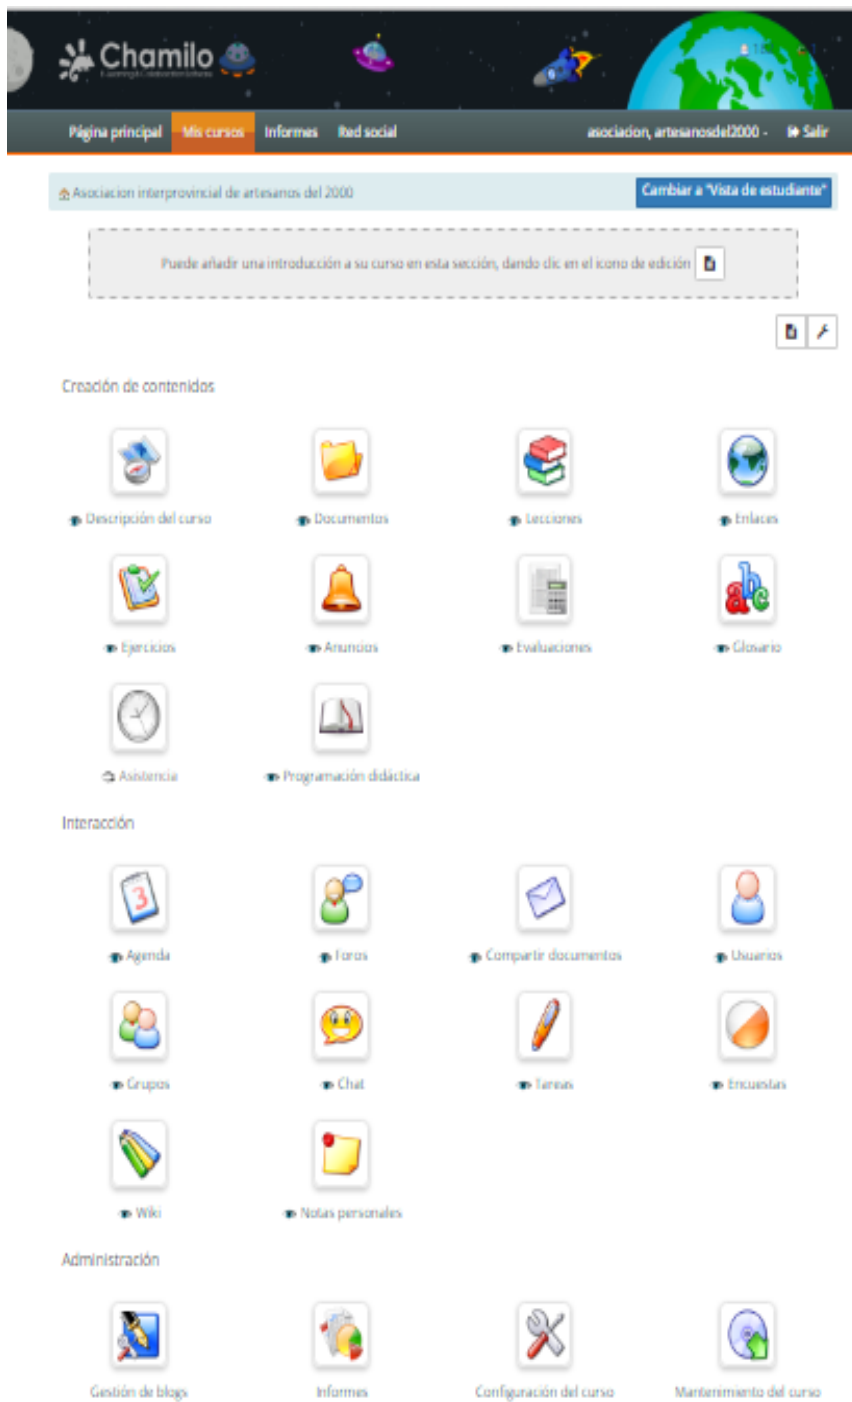 Chamilo
Página principal Mis cursos Informes Red social asociacion, artesanosdel2000 Salir
Asociacion interprovincial de artesanos del 2000 Cambiar a "Vista de estudiante"
Puede añadir una introducción a su curso en esta sección, dando clic en el icono de edición
Creación de contenidos
Descripción del curso Documentos Lecciones Enlaces
Ejercicios Anuncios Evaluaciones Glosario
Asistencia Programación didáctica
Interacción
Agenda Foros Compartir documentos Usuarios
Grupos Chat Tareas Encuestas
Wiki Notas personales
Administración
Gestión de blogs Informes Configuración del curso Mantenimiento del curso